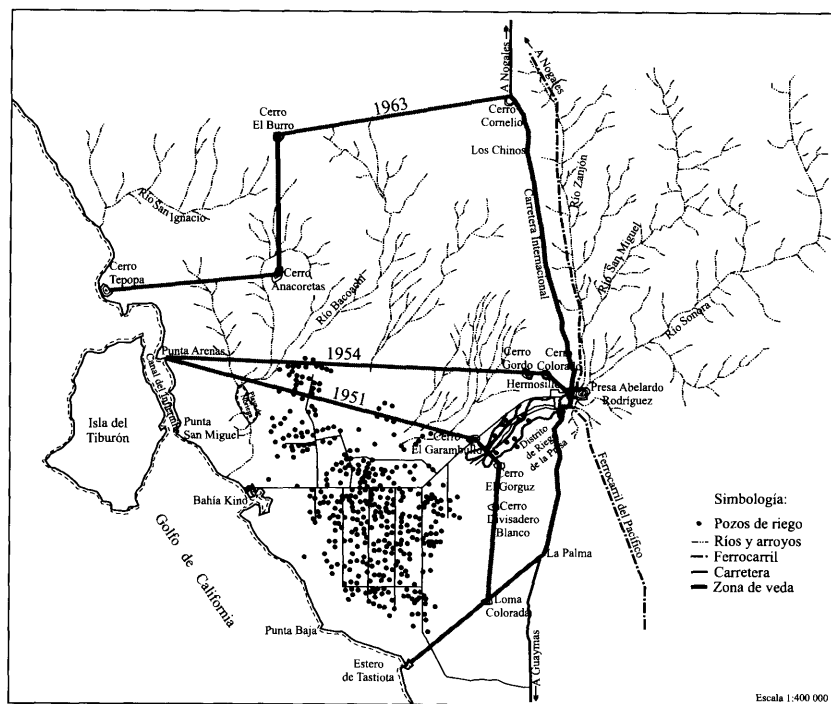 A Nogales
A Nogales
1963
Cerro
El Burro
Cerro
Cornelio
Los Chinos
Río Zanjón
Río San
Ignacio
Carretera Internacional
Río San Miguel
Cerro
Tepopa
Cerro
Anacoretas
Río Bacoachi
Río Sonora
Punta Arenas
1954
Cerro
Gordo
Cerro
Colorado
Hermosillo
Presa Abelardo
Rodríguez
Canal del Infiernillo
1951
Isla del
Tiburón
Punta
San Miguel
Cerro
El Garambullo
Distrito
de Riego
de la Presa
Cerro
El Gorguz
Bahía Kino
Cerro
Divisadero
Blanco
Ferrocarril del Pacífico
Golfo de California
La Palma
Loma
Colorada
Punta Baja
Estero
de Tastiota
A Guaymas
Simbología:
Pozos de riego
Ríos y arroyos
Ferrocarril
Carretera
Zona de veda
Escala 1:400 000